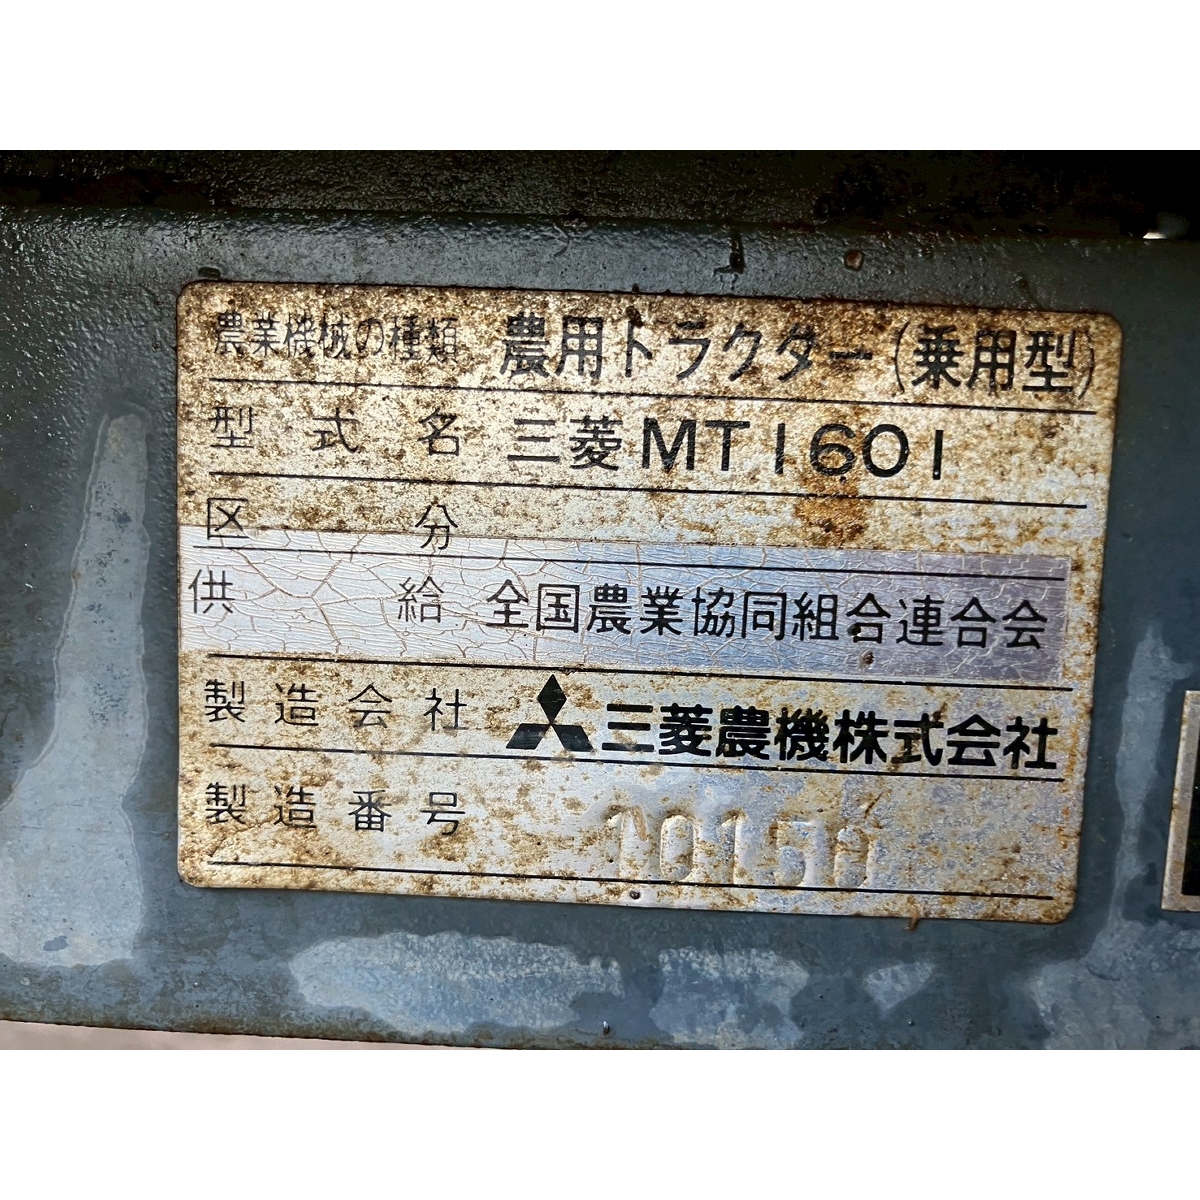 農業機械の種類 農用トラクター(乗用型)
型式名 三菱MT1601
区分
供給 全国農業協同組合連合会
製造会社 三菱農機株式会社
製造番号